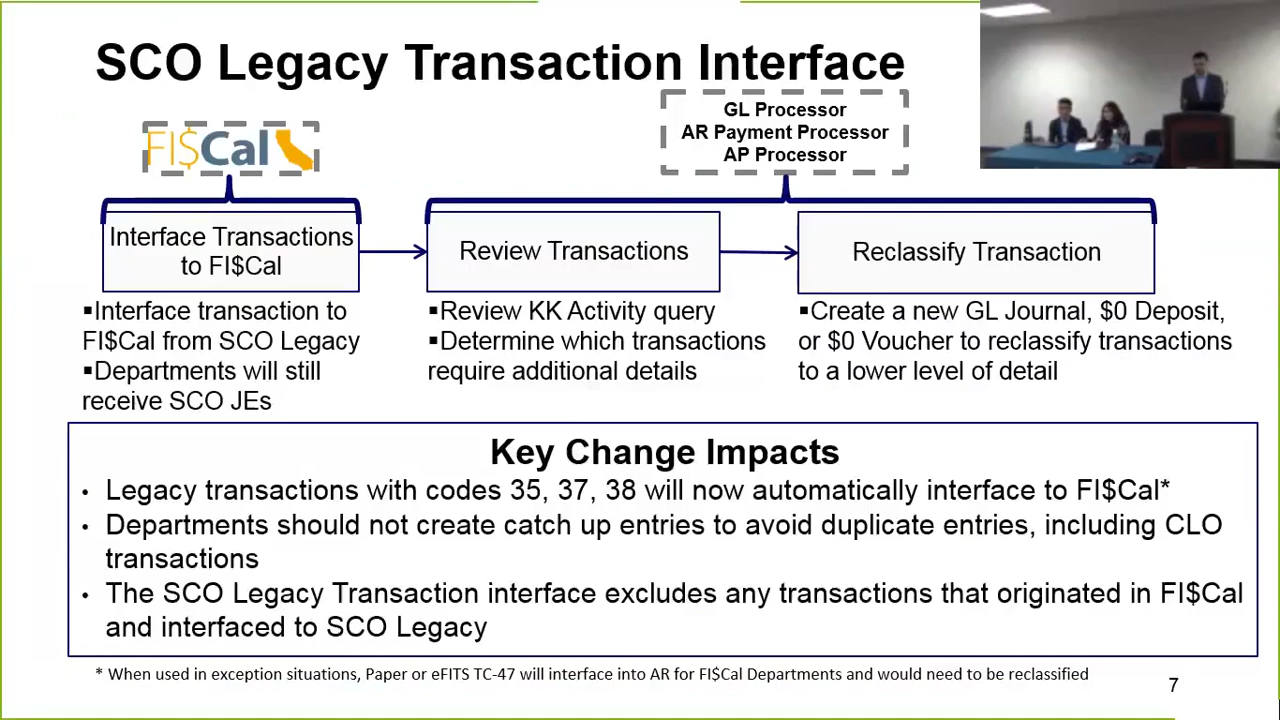 SCO Legacy Transaction Interface
FI$Cal
GL Processor
AR Payment Processor
AP Processor
Interface Transactions
to FI$Cal
Review Transactions
Reclassify Transaction
▪Interface transaction to
FI$Cal from SCO Legacy
▪Departments will still
receive SCO JEs
▪Review KK Activity query
▪Determine which transactions
require additional details
▪Create a new GL Journal, $0 Deposit,
or $0 Voucher to reclassify transactions
to a lower level of detail
Key Change Impacts
• Legacy transactions with codes 35, 37, 38 will now automatically interface to FI$Cal*
• Departments should not create catch up entries to avoid duplicate entries, including CLO
transactions
• The SCO Legacy Transaction interface excludes any transactions that originated in FI$Cal
and interfaced to SCO Legacy
* When used in exception situations, Paper or eFITS TC-47 will interface into AR for FI$Cal Departments and would need to be reclassified
7